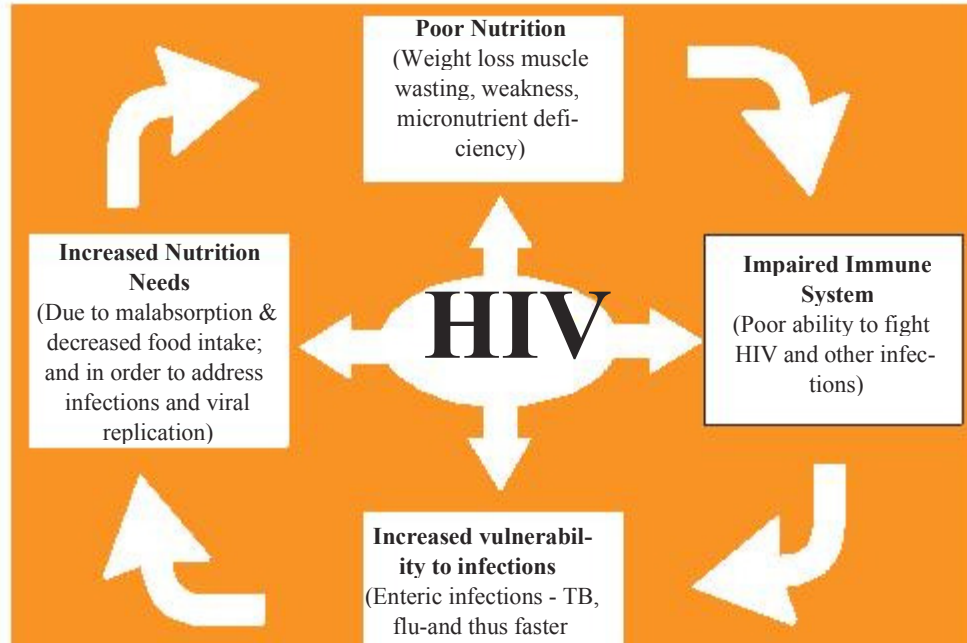 Poor Nutrition
(Weight loss muscle
wasting, weakness,
micronutrient defi-
ciency)
Increased Nutrition
Needs
(Due to malabsorption &
decreased food intake;
and in order to address
infections and viral
replication)
HIV
Impaired Immune
System
(Poor ability to fight
HIV and other infec-
tions)
Increased vulnerabil-
ity to infections
(Enteric infections - TB,
flu-and thus faster